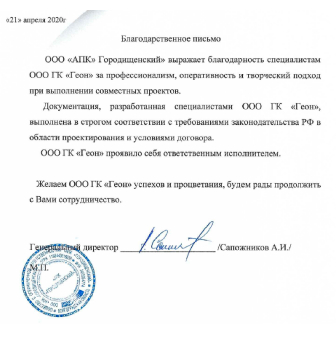 «21» апреля 2020г
Благодарственное письмо
ООО «АПК» Городищенский» выражает благодарность специалистам
ООО ГК «Геон» за профессионализм, оперативность и творческий подход
при выполнении совместных проектов.
Документация, разработанная специалистами ООО ГК «Геон»,
выполнена в строгом соответствии с требованиями законодательства РФ в
области проектирования и условиями договора.
ООО ГК «Геон» проявило себя ответственным исполнителем.
Желаем ООО ГК «Геон» успехов и процветания, будем рады продолжить
с Вами сотрудничество.
Генеральный директор /Сапожников А.И./
М.П.